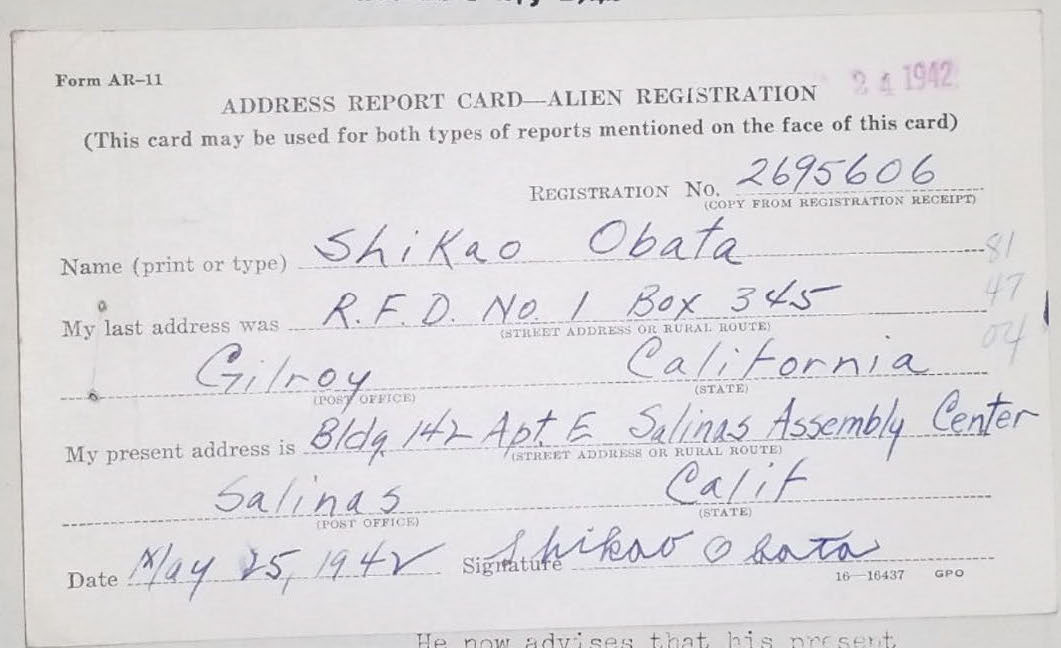 Form AR–11
24 1942
ADDRESS REPORT CARD—ALIEN REGISTRATION
(This card may be used for both types of reports mentioned on the face of this card)
REGISTRATION No. 2695606
(COPY FROM REGISTRATION RECEIPT)
Name (print or type) Shikao Obata
81
My last address was R.F.D. No. 1 Box 345
47
(STREET ADDRESS OR RURAL ROUTE)
04
Gilroy California
(POST OFFICE) (STATE)
My present address is Bldg. 142 Apt. E Salinas Assembly Center
(STREET ADDRESS OR RURAL ROUTE)
Salinas Calif
(POST OFFICE) (STATE)
Date May 25, 1942 Signature Shikao Obata
16—16437 GPO
He now advises that his present